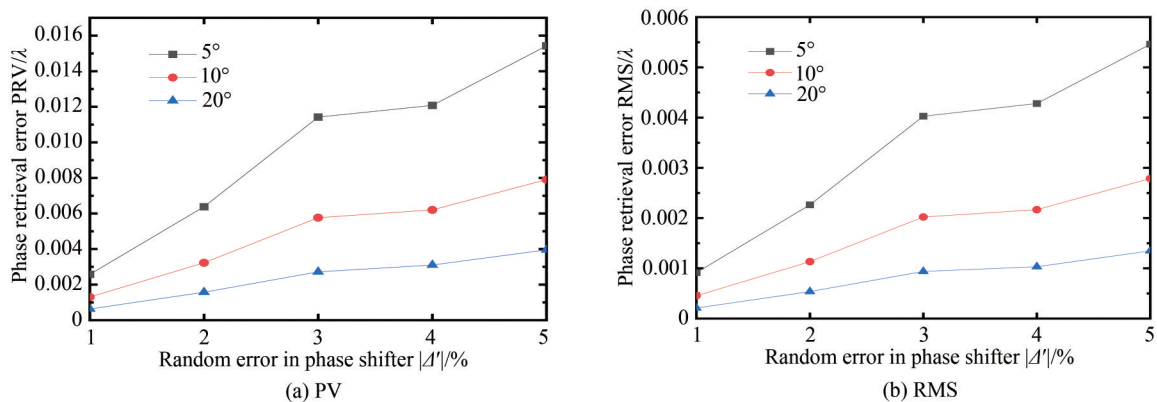 0.016
0.014
0.012
0.010
0.008
0.006
0.004
0.002
0
Phase retrieval error PRV/λ
5°
10°
20°
1 2 3 4 5
Random error in phase shifter |Δ′|/%
(a) PV
0.006
0.005
0.004
0.003
0.002
0.001
0
Phase retrieval error RMS/λ
5°
10°
20°
1 2 3 4 5
Random error in phase shifter |Δ′|/%
(b) RMS